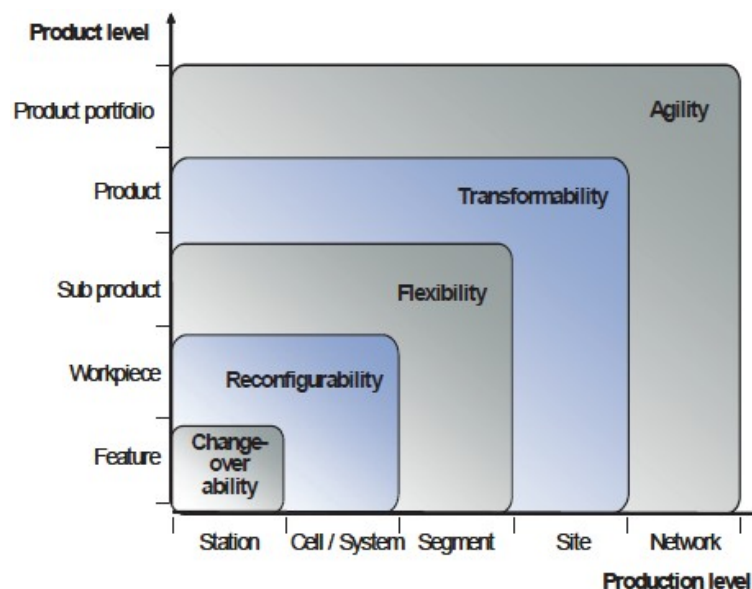 Product level
Product portfolio
Agility
Product
Transformability
Sub product
Flexibility
Workpiece
Reconfigurability
Feature
Change-
over
ability
Station
Cell / System
Segment
Site
Network
Production level